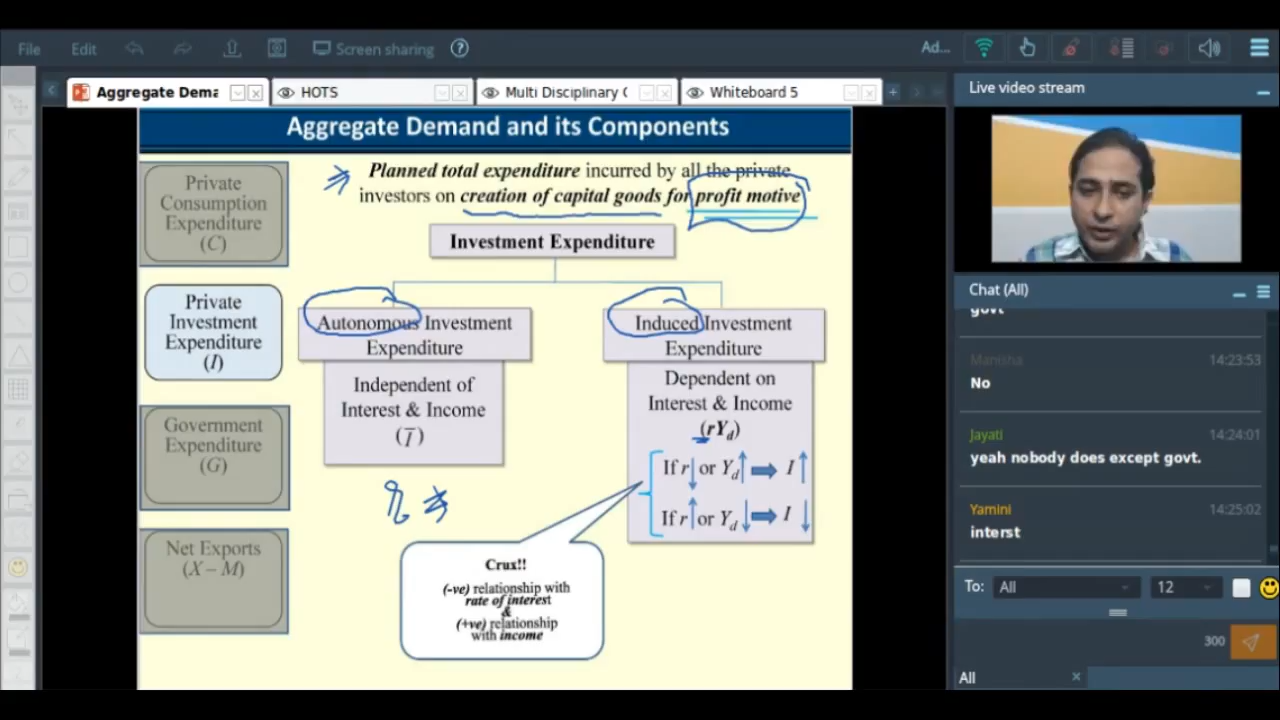 File Edit Screen sharing ? Ad...
Aggregate Dema HOTS Multi Disciplinary C Whiteboard 5
Aggregate Demand and its Components
Planned total expenditure incurred by all the private
investors on creation of capital goods for profit motive
Investment Expenditure
Private
Consumption
Expenditure
(C)
Private
Investment
Expenditure
(I)
Government
Expenditure
(G)
Net Exports
(X – M)
Autonomous Investment
Expenditure
Independent of
Interest & Income
(I̅)
Induced Investment
Expenditure
Dependent on
Interest & Income
(rYd)
If r↓ or Yd↑ ➡ I↑
If r↑ or Yd↓ ➡ I↓
Crux!!
(-ve) relationship with
rate of interest
&
(+ve) relationship
with income
Live video stream
Chat (All)
govt
Manisha 14:23:53
No
Jayati 14:24:01
yeah nobody does except govt.
Yamini 14:25:02
interst
To: All 12
300
All